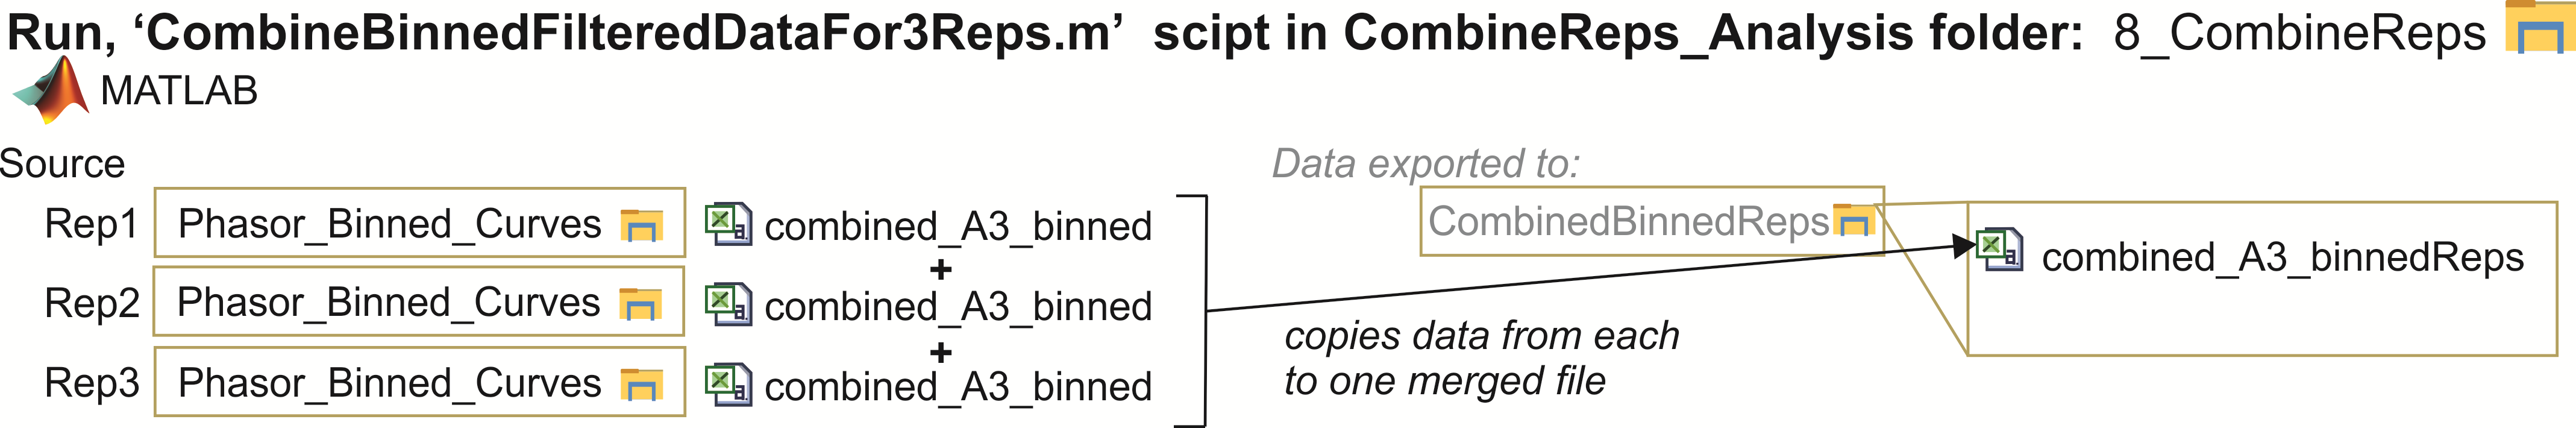 Run, ‘CombineBinnedFilteredDataFor3Reps.m’ scipt in CombineReps_Analysis folder: 8_CombineReps
MATLAB
Source
Data exported to:
Rep1 Phasor_Binned_Curves combined_A3_binned
CombinedBinnedReps
+
combined_A3_binnedReps
Rep2 Phasor_Binned_Curves combined_A3_binned
+
copies data from each
to one merged file
Rep3 Phasor_Binned_Curves combined_A3_binned